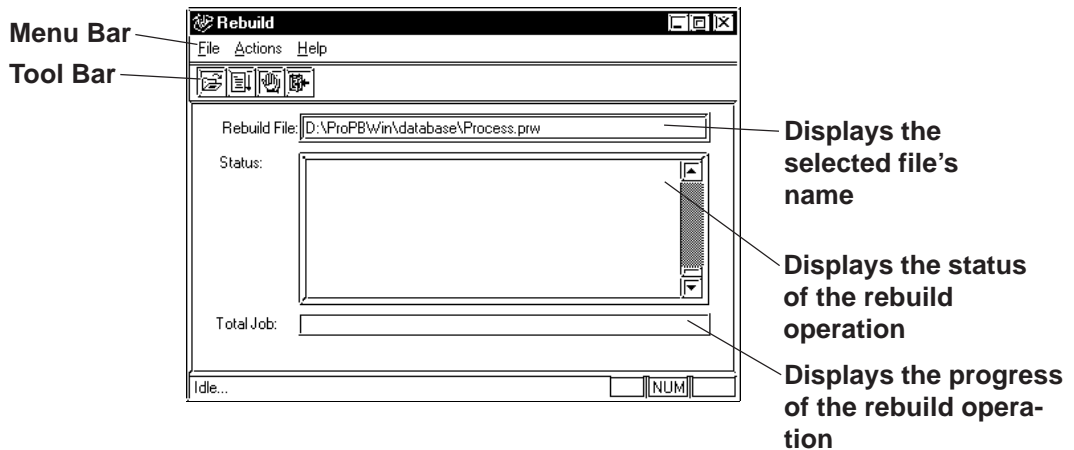 Rebuild
Menu Bar
File Actions Help
Tool Bar
Rebuild File: D:\ProPBWin\database\Process.prw
Displays the
selected file's
name
Status:
Displays the status
of the rebuild
operation
Total Job:
Displays the progress
of the rebuild opera-
tion
Idle...
NUM